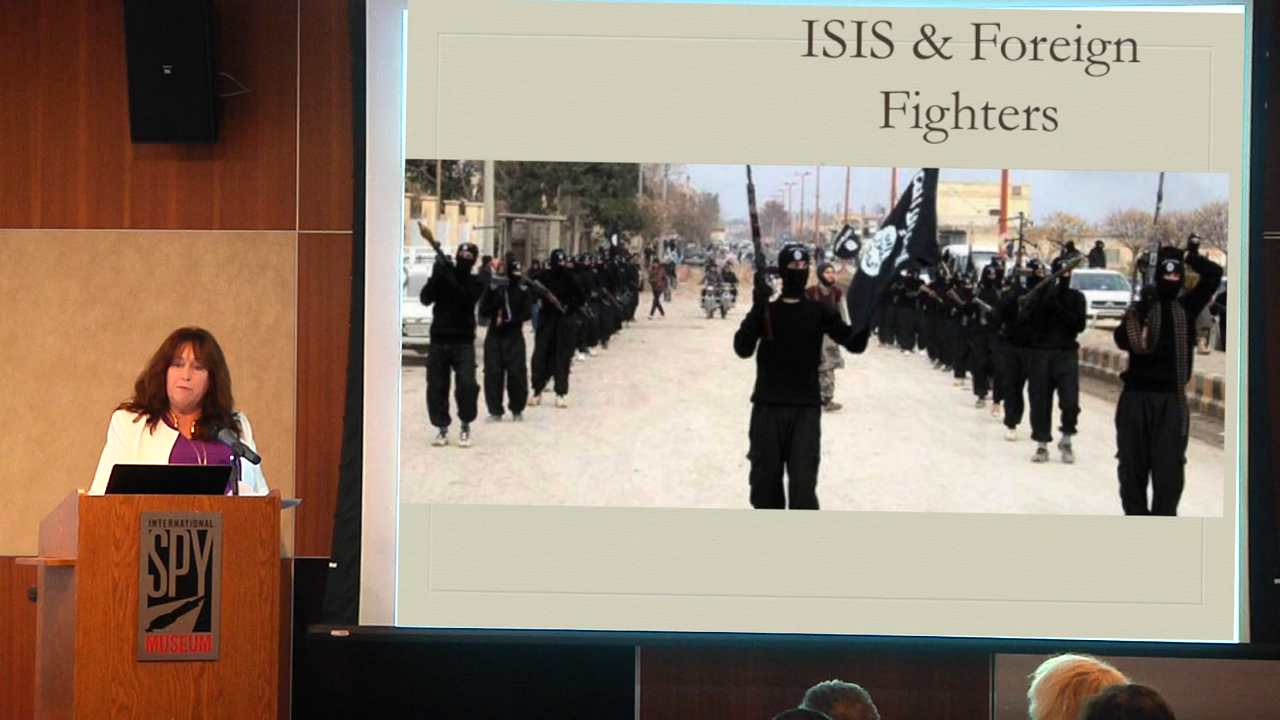 ISIS & Foreign
Fighters
INTERNATIONAL
SPY
MUSEUM